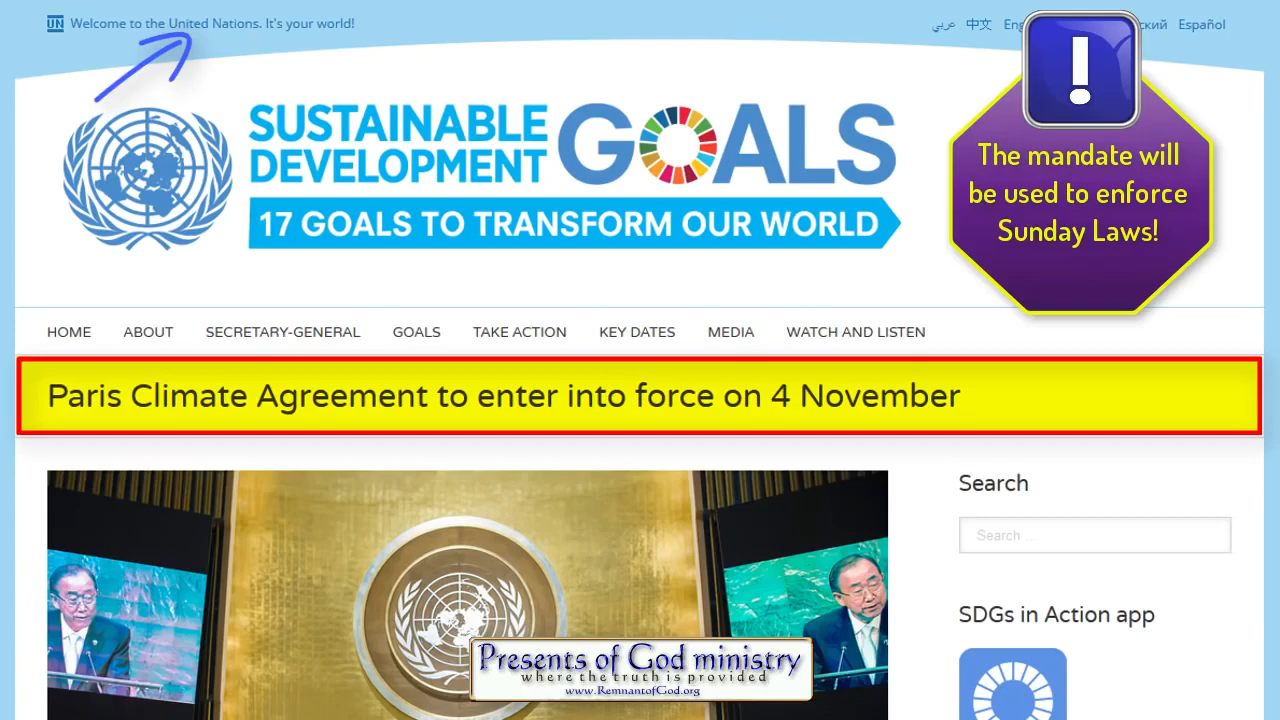 UN Welcome to the United Nations. It's your world!
عربي 中文 Español
SUSTAINABLE
DEVELOPMENT
GOALS
17 GOALS TO TRANSFORM OUR WORLD
!
The mandate will
be used to enforce
Sunday Laws!
HOME ABOUT SECRETARY-GENERAL GOALS TAKE ACTION KEY DATES MEDIA WATCH AND LISTEN
Paris Climate Agreement to enter into force on 4 November
Search
Search ...
SDGs in Action app
Presents of God ministry
where the truth is provided
www.RemnantofGod.org